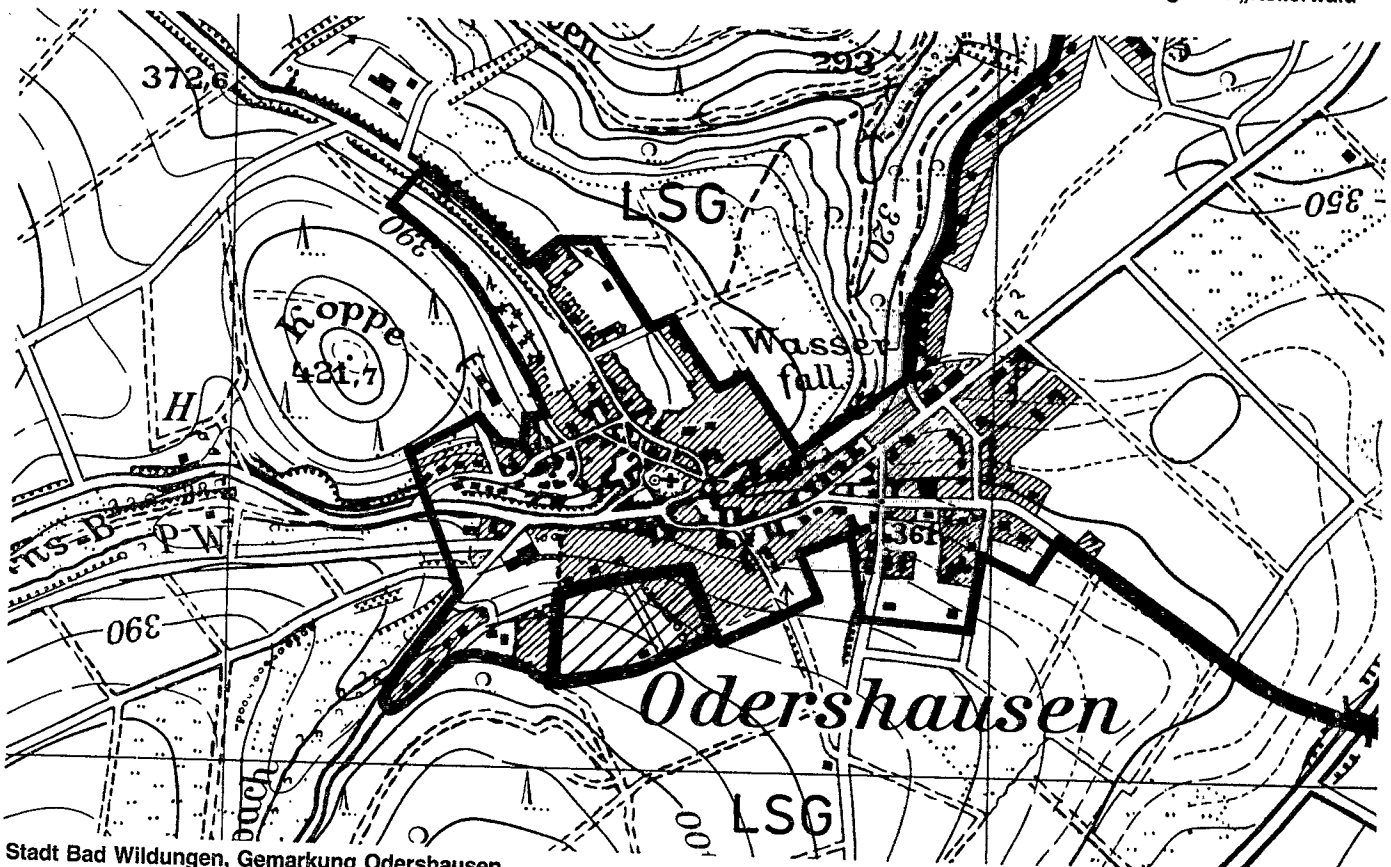 372,6
293
LSG
390
320
350
Koppe
421,7
Wasser
fall
H
P-W
361
390
Odershausen
LSG
Stadt Bad Wildungen, Gemarkung Odershausen